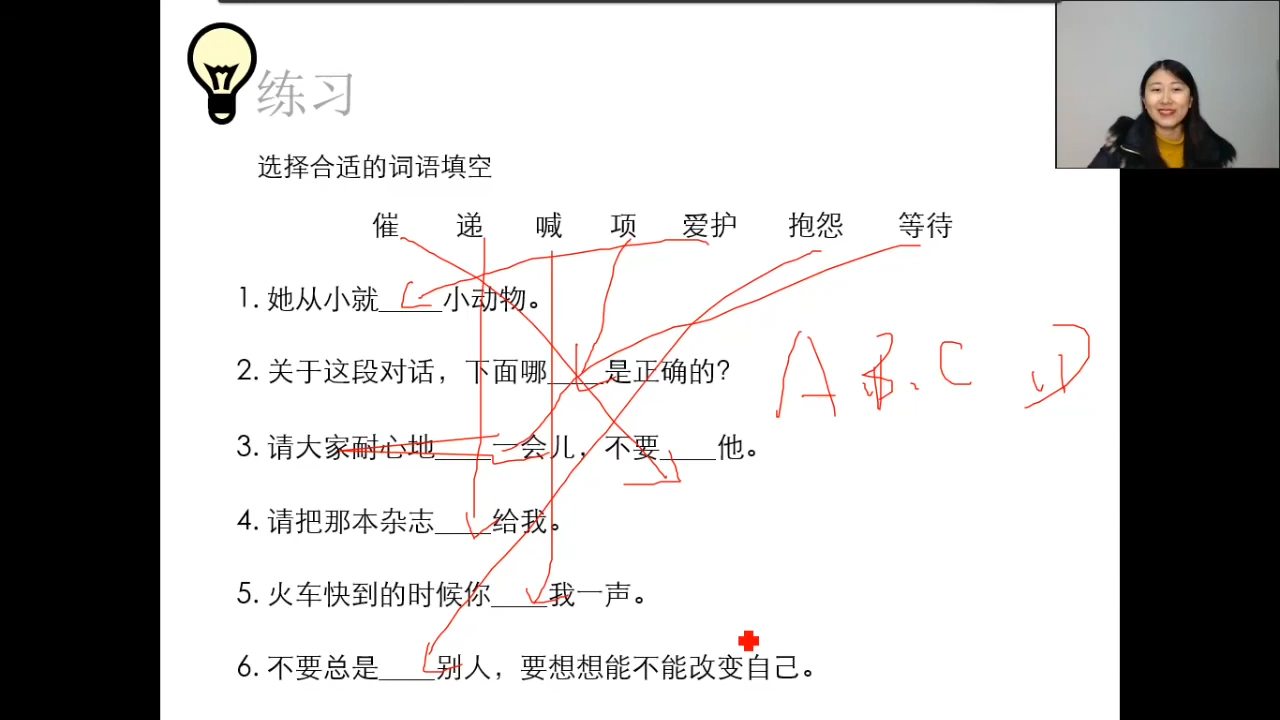 练习
选择合适的词语填空
催 递 喊 项 爱护 抱怨 等待
1. 她从小就____小动物。
2. 关于这段对话，下面哪____是正确的?
A B. C D
3. 请大家耐心地____一会儿，不要____他。
4. 请把那本杂志____给我。
5. 火车快到的时候你____我一声。
6. 不要总是____别人，要想想能不能改变自己。